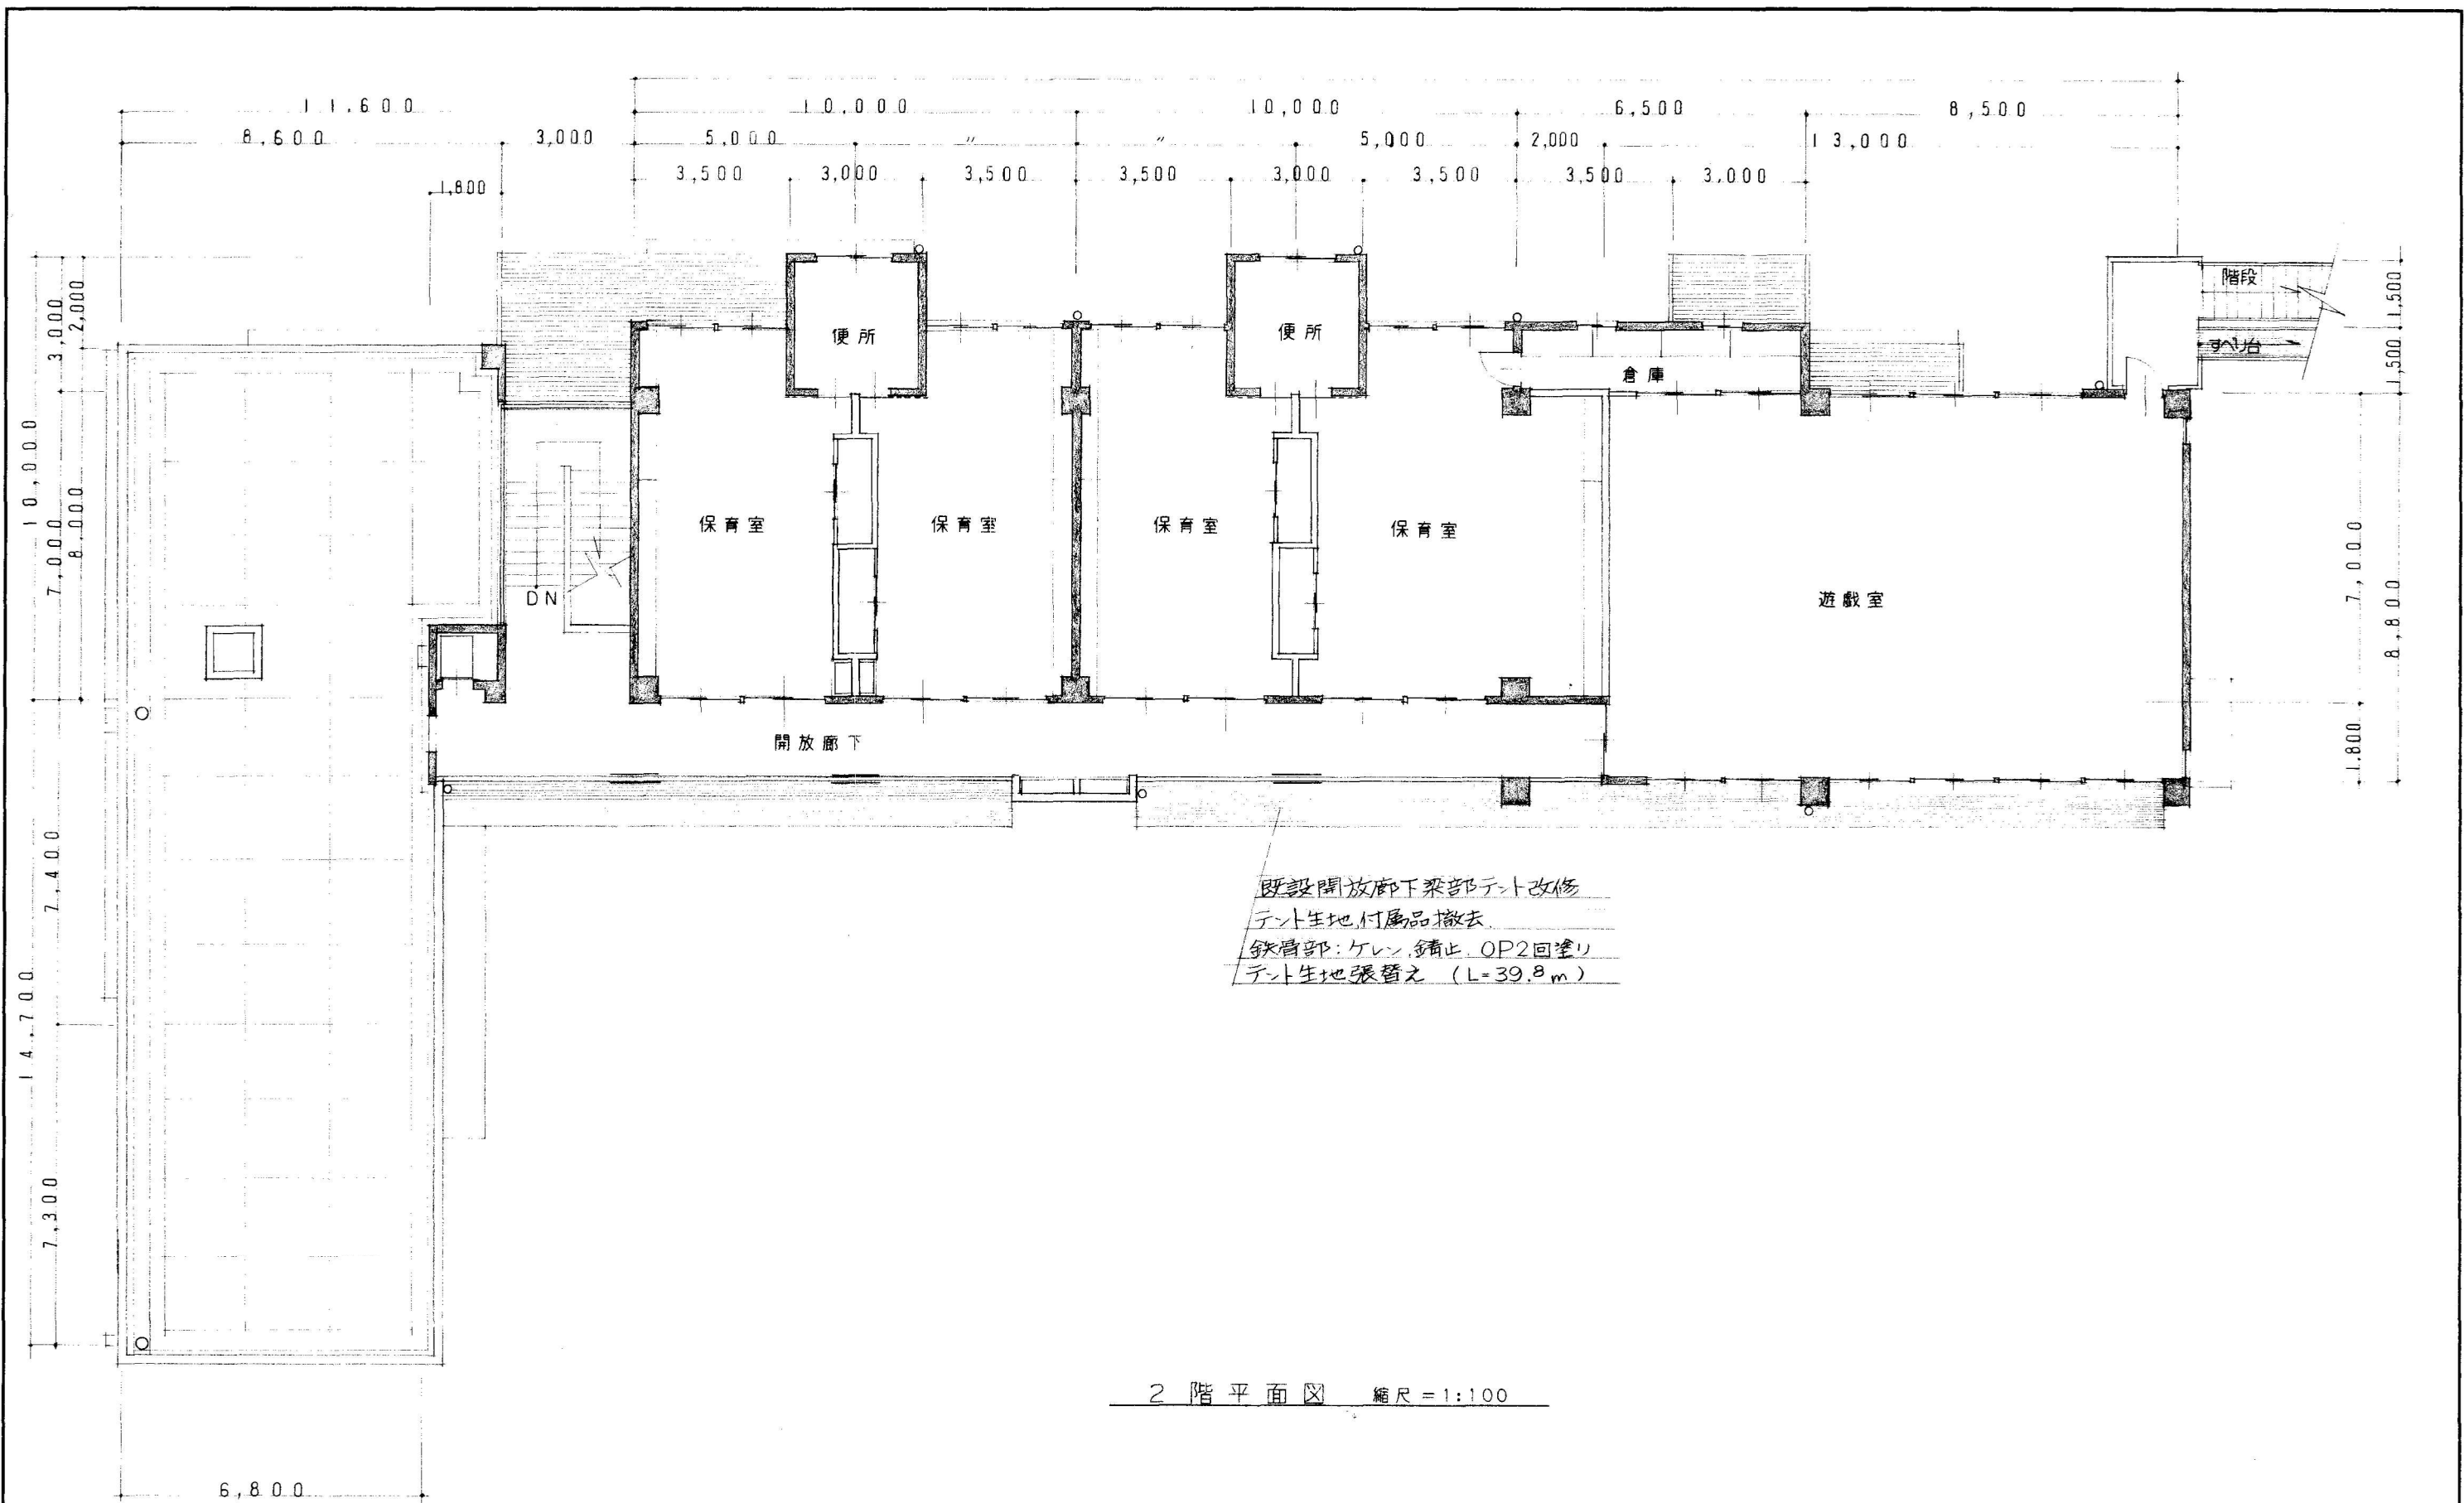 11,600
10,000
10,000
6,500
8,500
8,600
3,000
5,000
〃
〃
5,000
2,000
13,000
1,800
3,500
3,000
3,500
3,500
3,000
3,500
3,500
3,000
10,000
3,000
2,000
7,000
8,000
14,700
7,400
7,300
6,800
便所
便所
倉庫
階段
すべり台
1,500
1,500
保育室
保育室
保育室
保育室
遊戯室
DN
7,000
8,800
1,800
開放廊下
既設開放廊下梁部テント改修
テント生地,付属品撤去.
鉄骨部:ケレン,錆止.OP2回塗り
テント生地張替え (L=39.8m)
2階平面図 縮尺=1:100